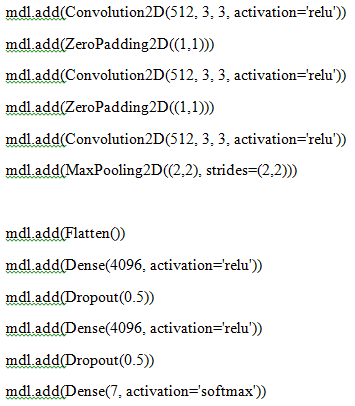 mdl.add(Convolution2D(512, 3, 3, activation='relu'))
mdl.add(ZeroPadding2D((1,1)))
mdl.add(Convolution2D(512, 3, 3, activation='relu'))
mdl.add(ZeroPadding2D((1,1)))
mdl.add(Convolution2D(512, 3, 3, activation='relu'))
mdl.add(MaxPooling2D((2,2), strides=(2,2)))
mdl.add(Flatten())
mdl.add(Dense(4096, activation='relu'))
mdl.add(Dropout(0.5))
mdl.add(Dense(4096, activation='relu'))
mdl.add(Dropout(0.5))
mdl.add(Dense(7, activation='softmax'))